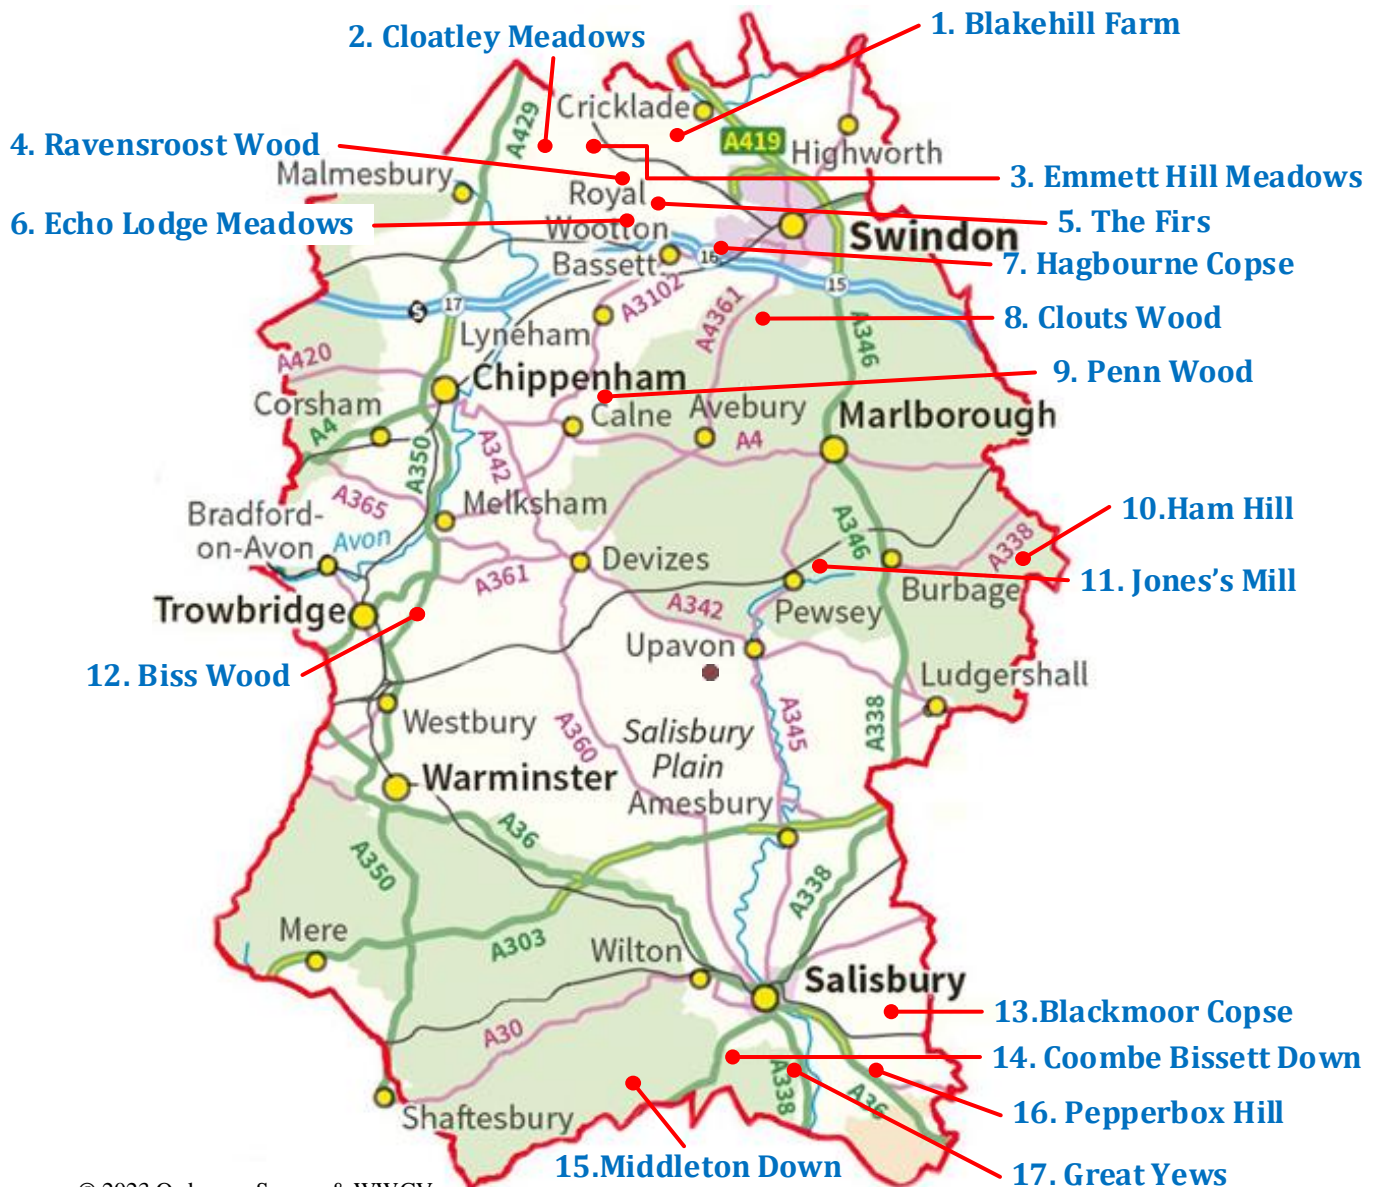 1. Blakehill Farm
2. Cloatley Meadows
Cricklade
A429
A419
Highworth
4. Ravensroost Wood
Malmesbury
3. Emmett Hill Meadows
Royal
Wootton
Bassett
6. Echo Lodge Meadows
5. The Firs
Swindon
16
7. Hagbourne Copse
15
17
S
A3102
A4361
8. Clouts Wood
Lyneham
A346
A420
Chippenham
9. Penn Wood
Corsham
Calne
Avebury
Marlborough
A4
A4
A350
A342
A365
Melksham
Bradford-
on-Avon
Avon
A346
10.Ham Hill
A338
Devizes
A361
Burbage
11. Jones's Mill
Trowbridge
A342
Pewsey
Upavon
12. Biss Wood
Ludgershall
Westbury
A360
Salisbury
Plain
A345
A338
Warminster
Amesbury
A36
A350
A338
Mere
A303
Wilton
Salisbury
13.Blackmoor Copse
A30
14. Coombe Bissett Down
A338
A36
Shaftesbury
16. Pepperbox Hill
15.Middleton Down
17. Great Yews